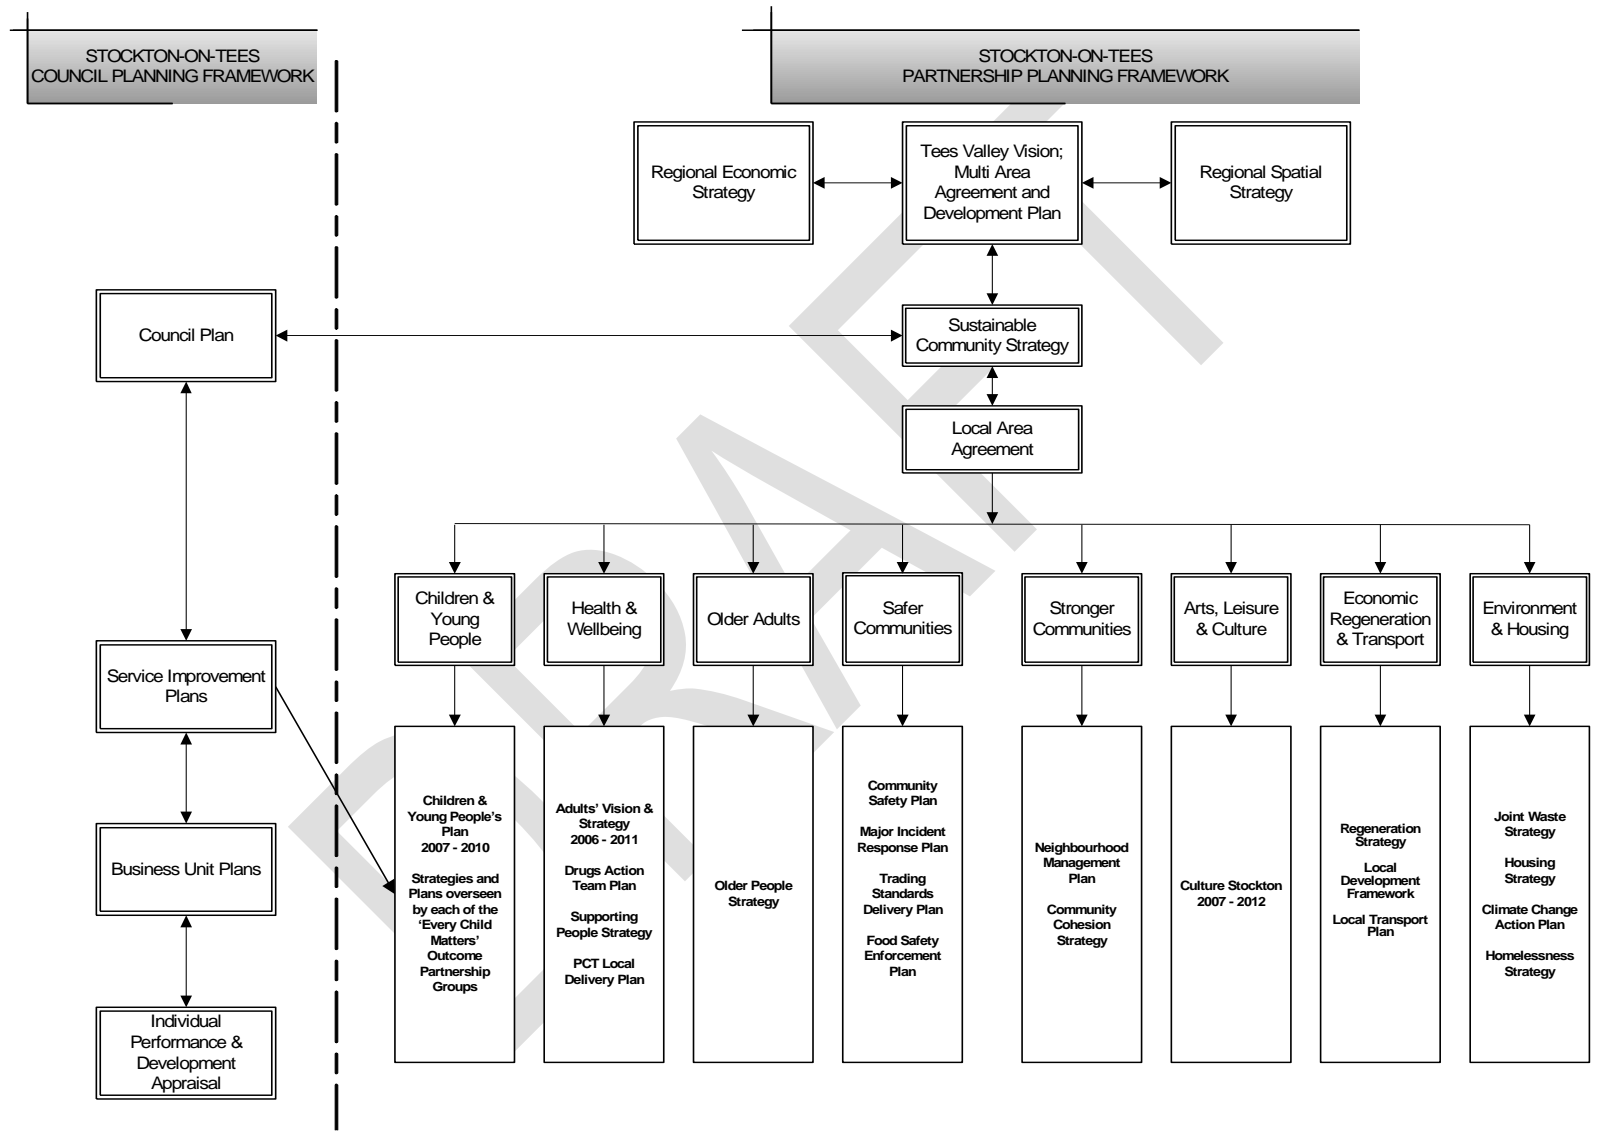 STOCKTON-ON-TEES
COUNCIL PLANNING FRAMEWORK
STOCKTON-ON-TEES
PARTNERSHIP PLANNING FRAMEWORK
Regional Economic
Strategy
Tees Valley Vision;
Multi Area
Agreement and
Development Plan
Regional Spatial
Strategy
Council Plan
Sustainable
Community Strategy
Local Area
Agreement
Service Improvement
Plans
Business Unit Plans
Individual
Performance &
Development
Appraisal
Children &
Young
People
Health &
Wellbeing
Older Adults
Safer
Communities
Stronger
Communities
Arts, Leisure
& Culture
Economic
Regeneration
& Transport
Environment
& Housing
Children &
Young People's
Plan
2007 - 2010
Strategies and
Plans overseen
by each of the
‘Every Child
Matters’
Outcome
Partnership
Groups
Adults’ Vision &
Strategy
2006 - 2011
Drugs Action
Team Plan
Supporting
People Strategy
PCT Local
Delivery Plan
Older People
Strategy
Community
Safety Plan
Major Incident
Response Plan
Trading
Standards
Delivery Plan
Food Safety
Enforcement
Plan
Neighbourhood
Management
Plan
Community
Cohesion
Strategy
Culture Stockton
2007 - 2012
Regeneration
Strategy
Local
Development
Framework
Local Transport
Plan
Joint Waste
Strategy
Housing
Strategy
Climate Change
Action Plan
Homelessness
Strategy
DRAFT